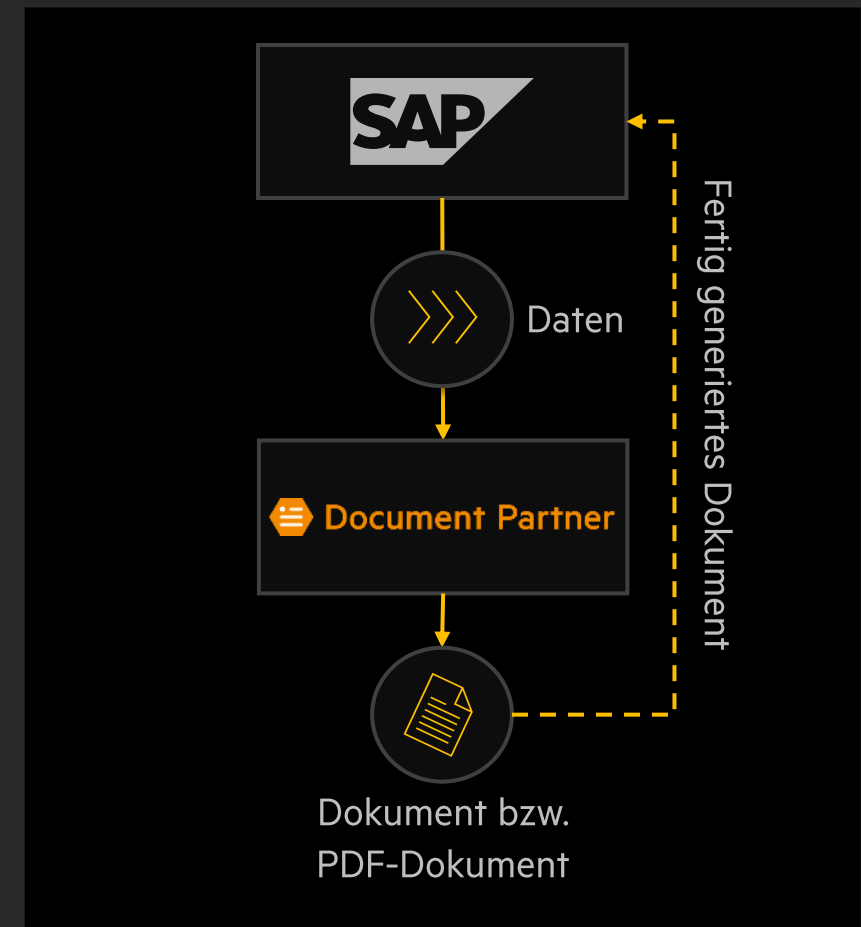 SAP
Daten
Document Partner
Fertig generiertes Dokument
Dokument bzw.
PDF-Dokument